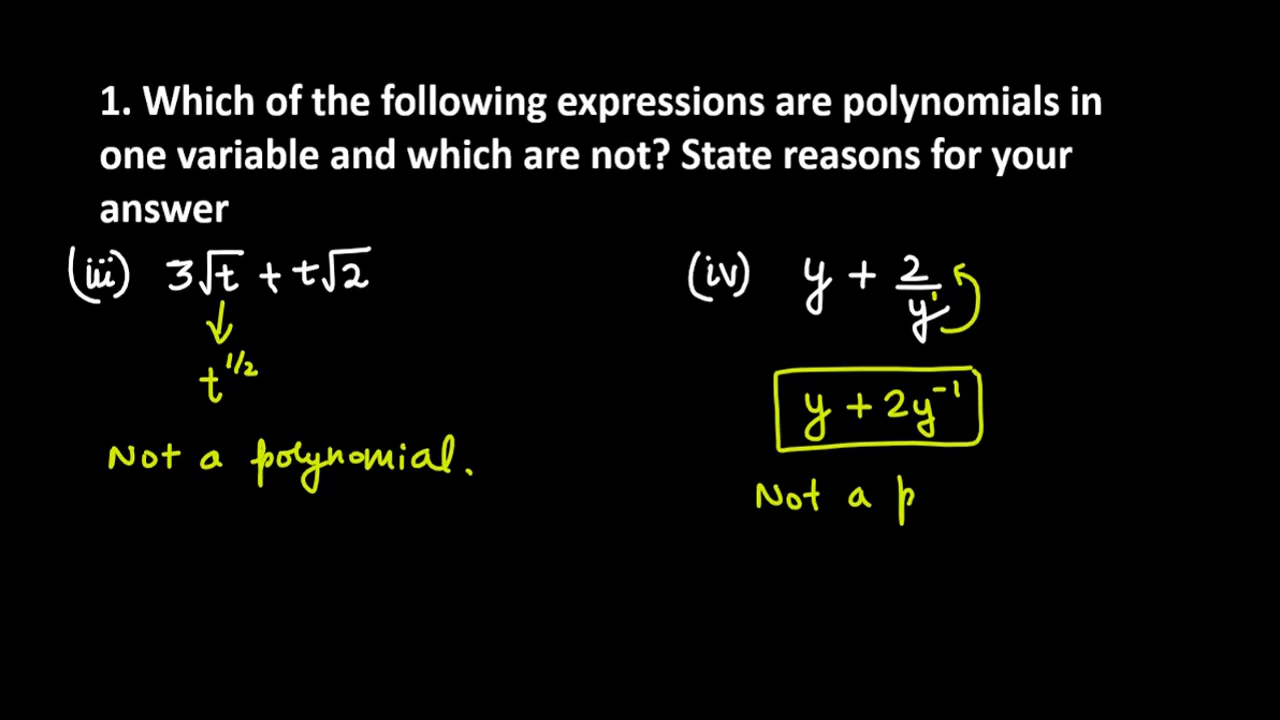 1. Which of the following expressions are polynomials in
one variable and which are not? State reasons for your
answer
(iii) 3√t + t√2
t^1/2
Not a polynomial.
(iv) y + 2/y^1
y + 2y^-1
Not a p